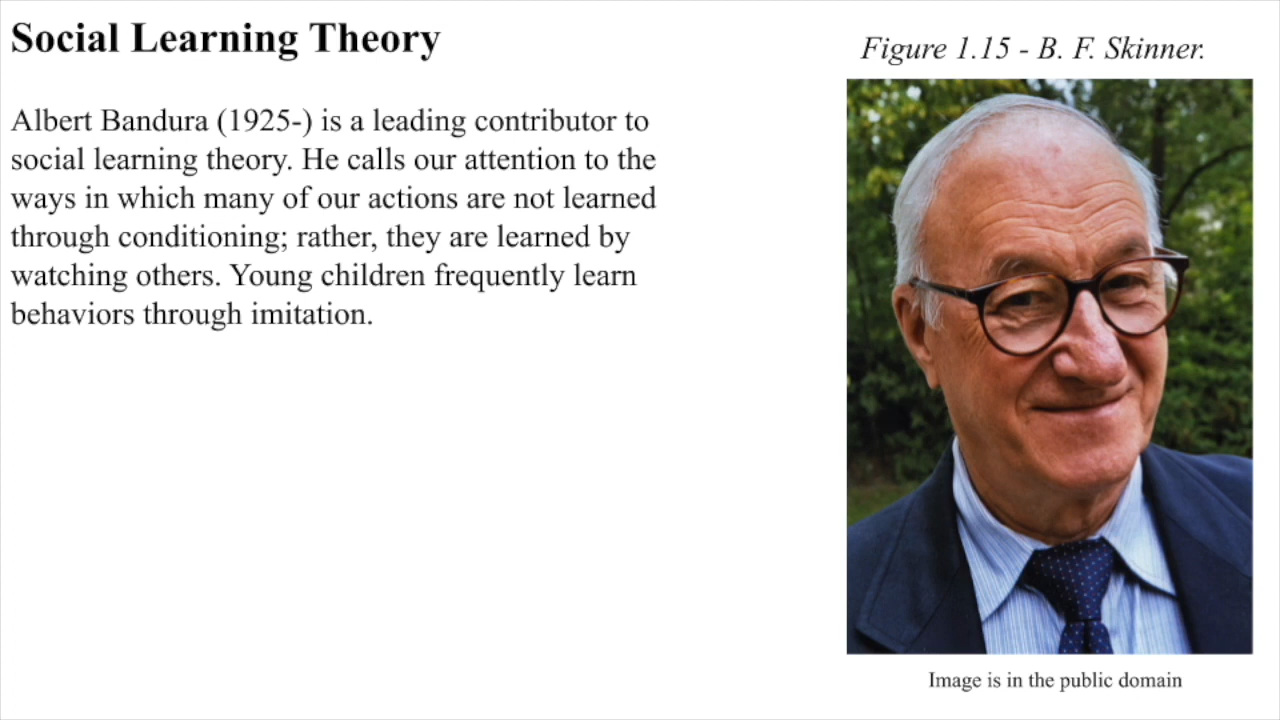 Social Learning Theory
Albert Bandura (1925-) is a leading contributor to
social learning theory. He calls our attention to the
ways in which many of our actions are not learned
through conditioning; rather, they are learned by
watching others. Young children frequently learn
behaviors through imitation.
Figure 1.15 - B. F. Skinner.
Image is in the public domain